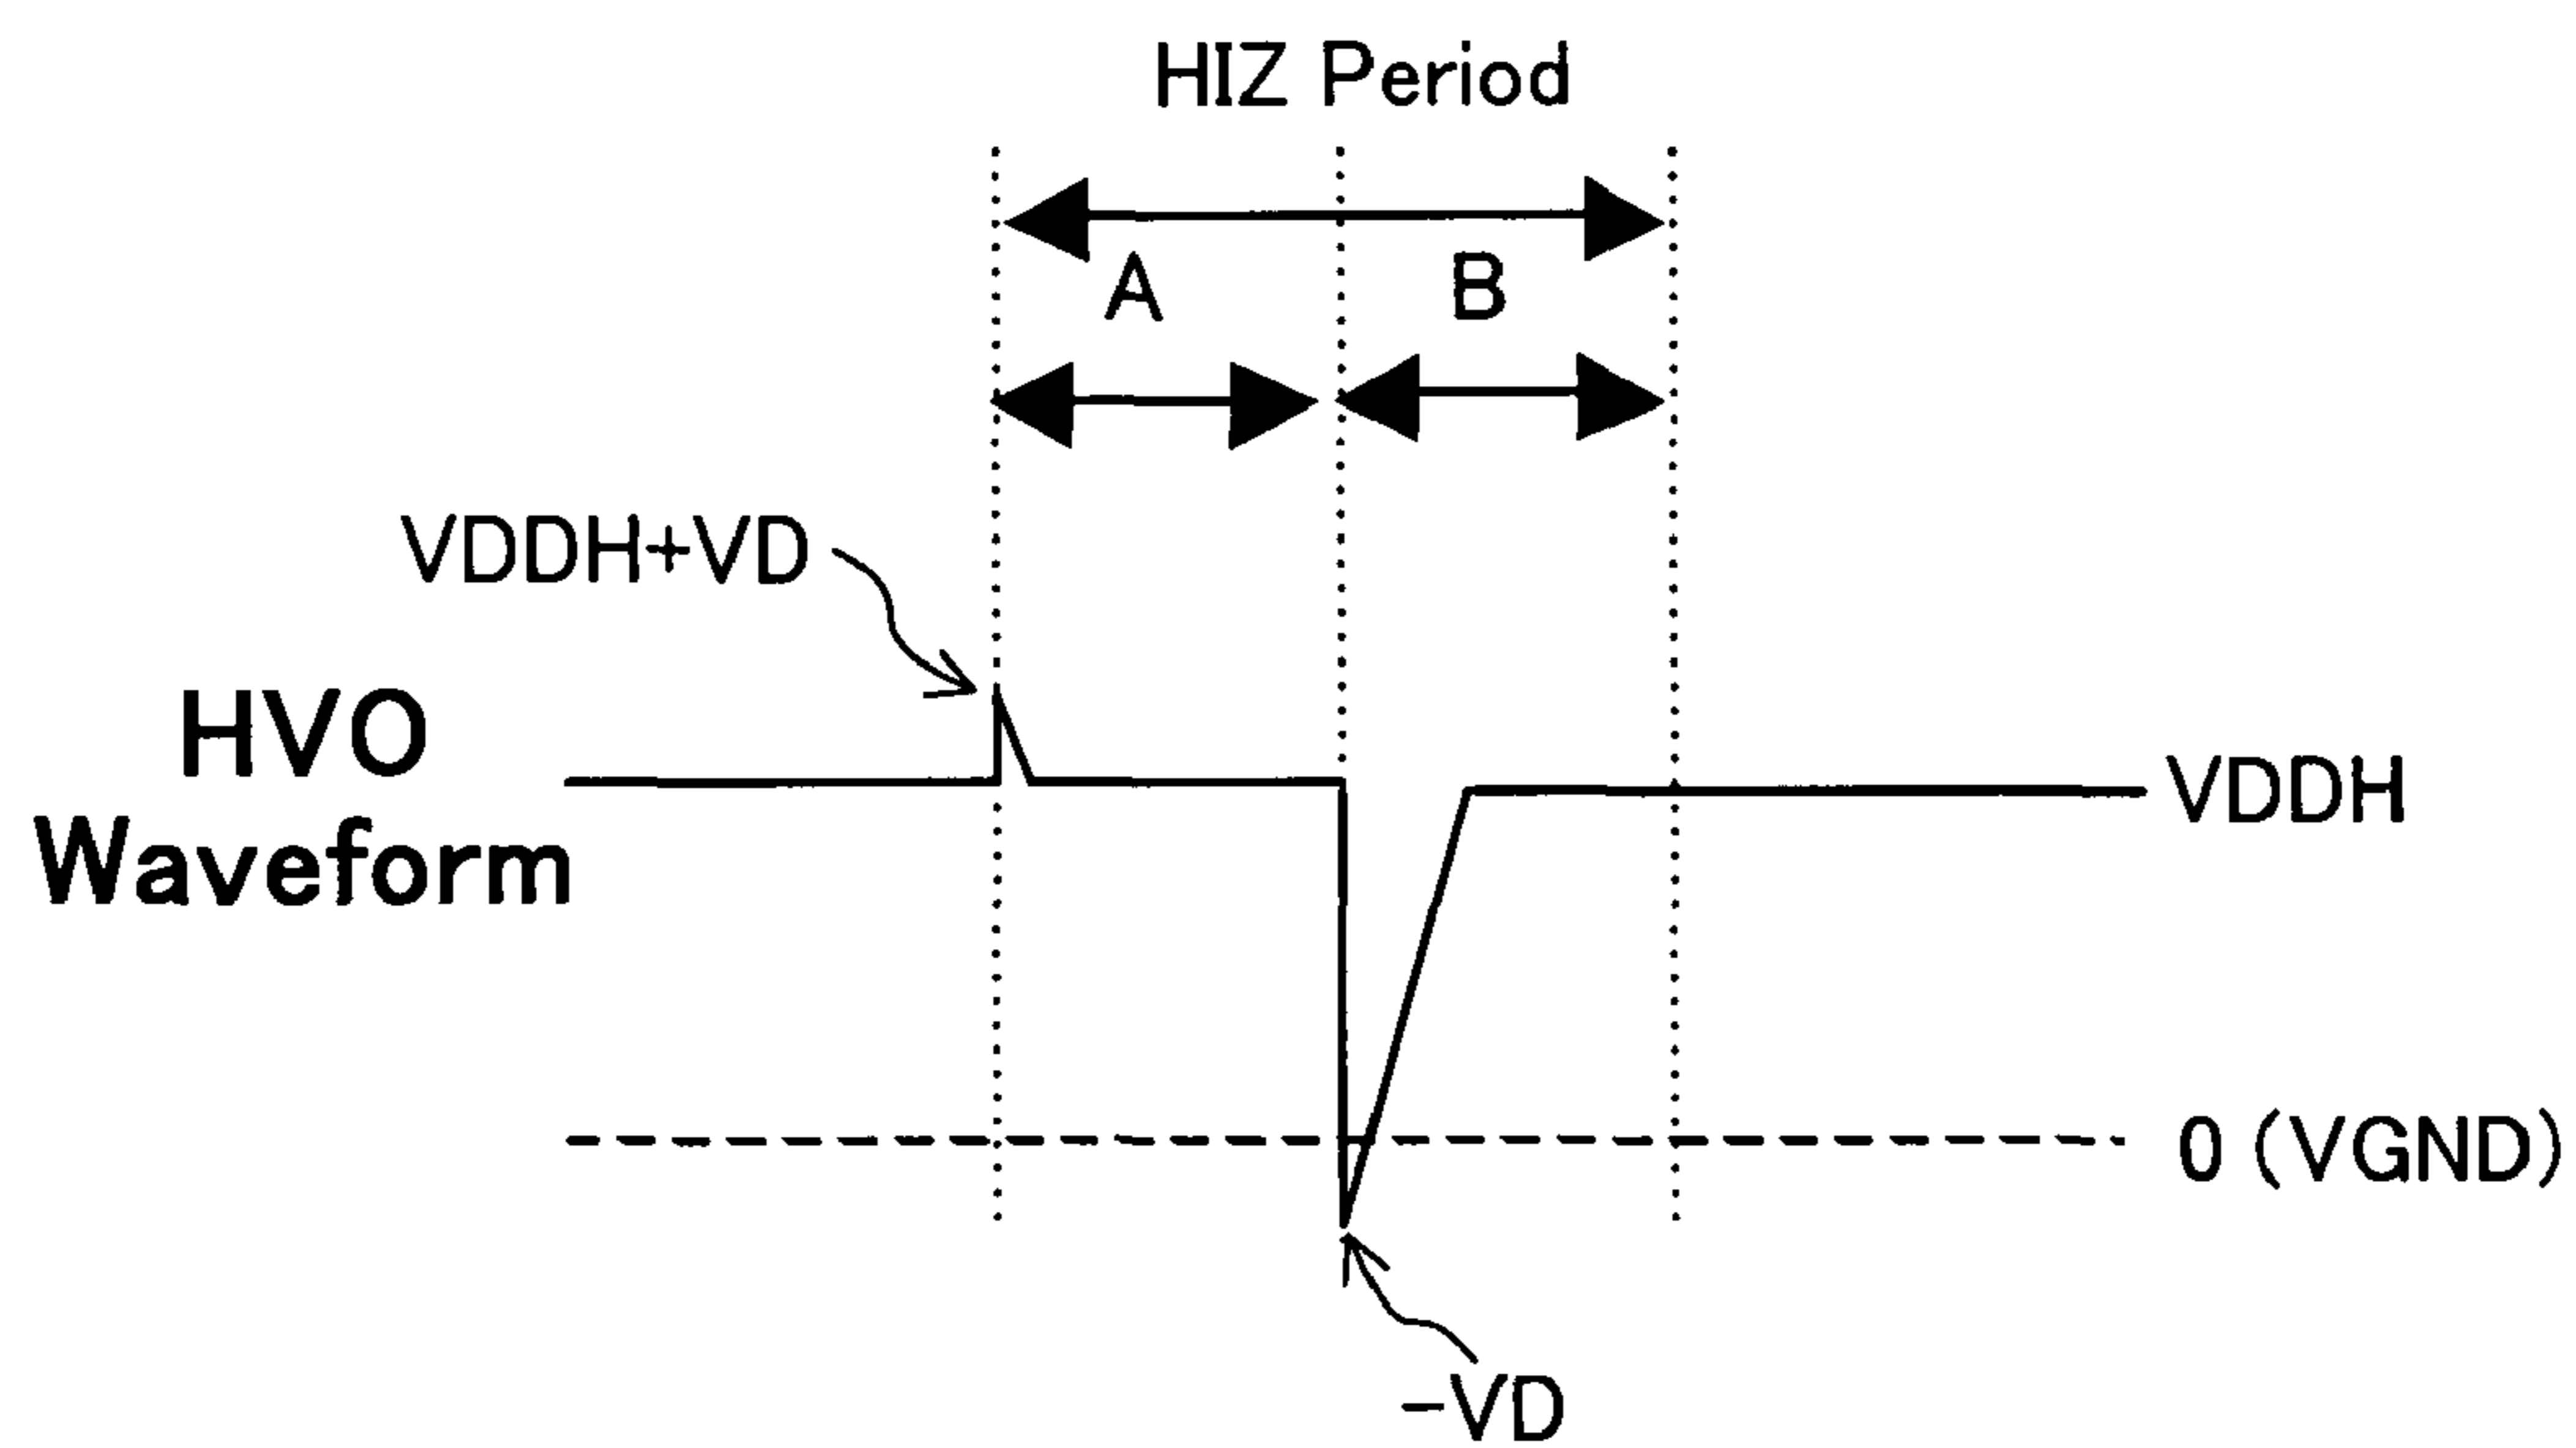 HIZ Period
A
B
VDDH+VD
HVO
Waveform
VDDH
0 (VGND)
-VD